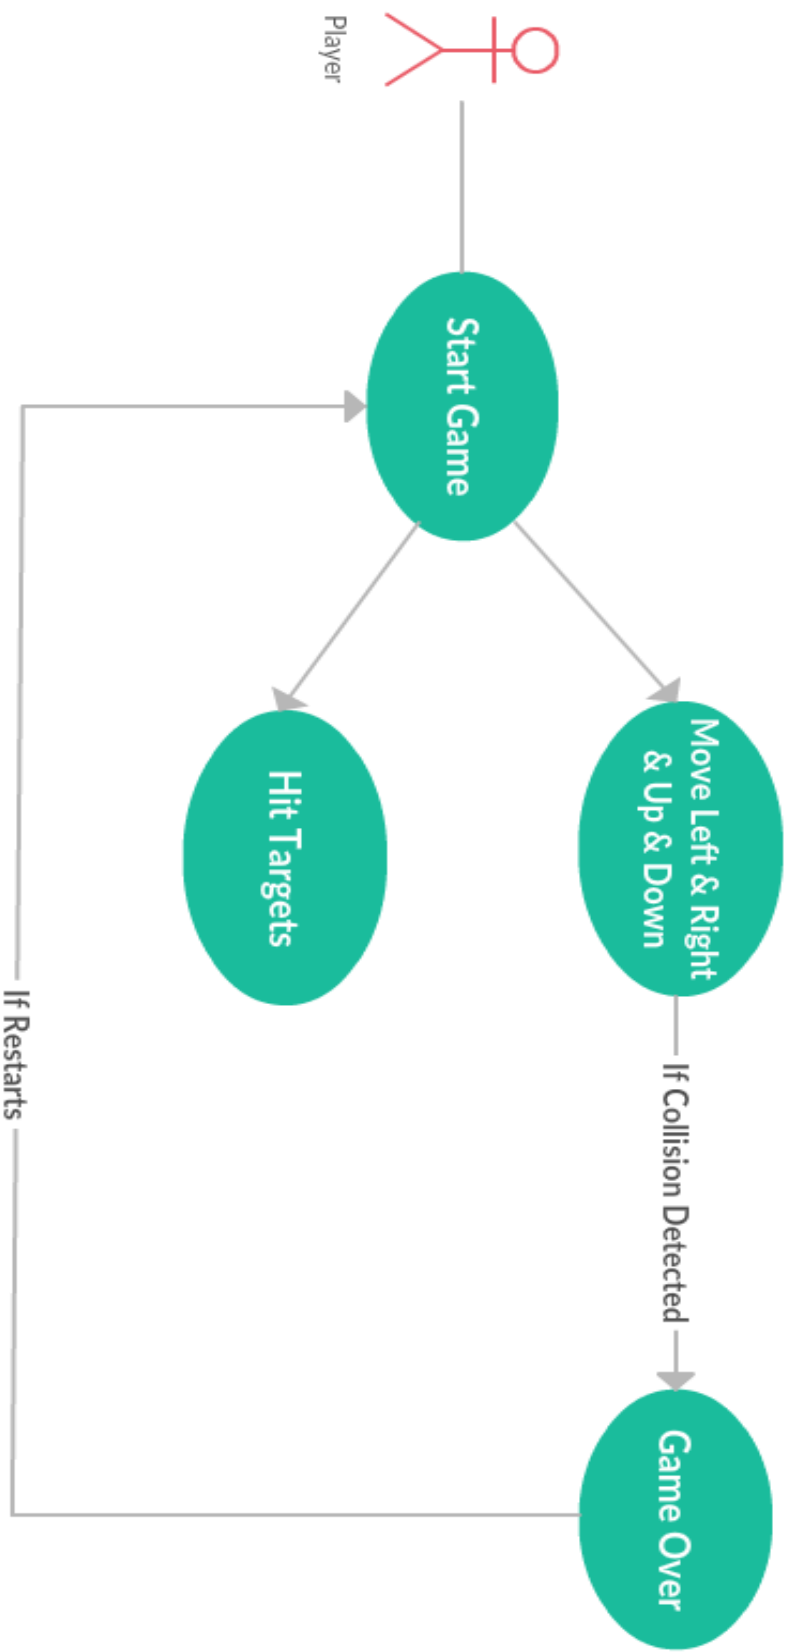 Player
Start Game
Move Left & Right
& Up & Down
Hit Targets
If Collision Detected
Game Over
If Restarts